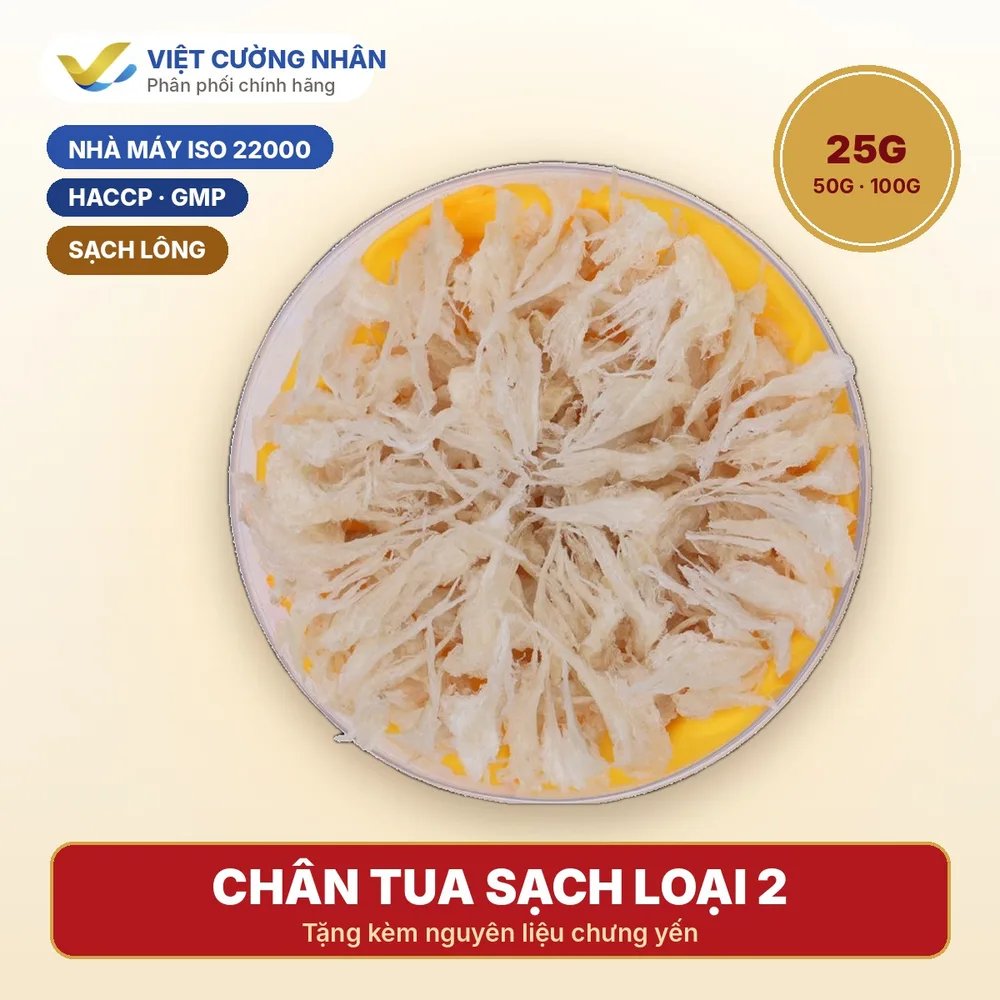 VIỆT CƯỜNG NHÂN
Phân phối chính hãng
NHÀ MÁY ISO 22000
HACCP · GMP
SẠCH LÔNG
25G
50G · 100G
CHÂN TUA SẠCH LOẠI 2
Tặng kèm nguyên liệu chưng yến